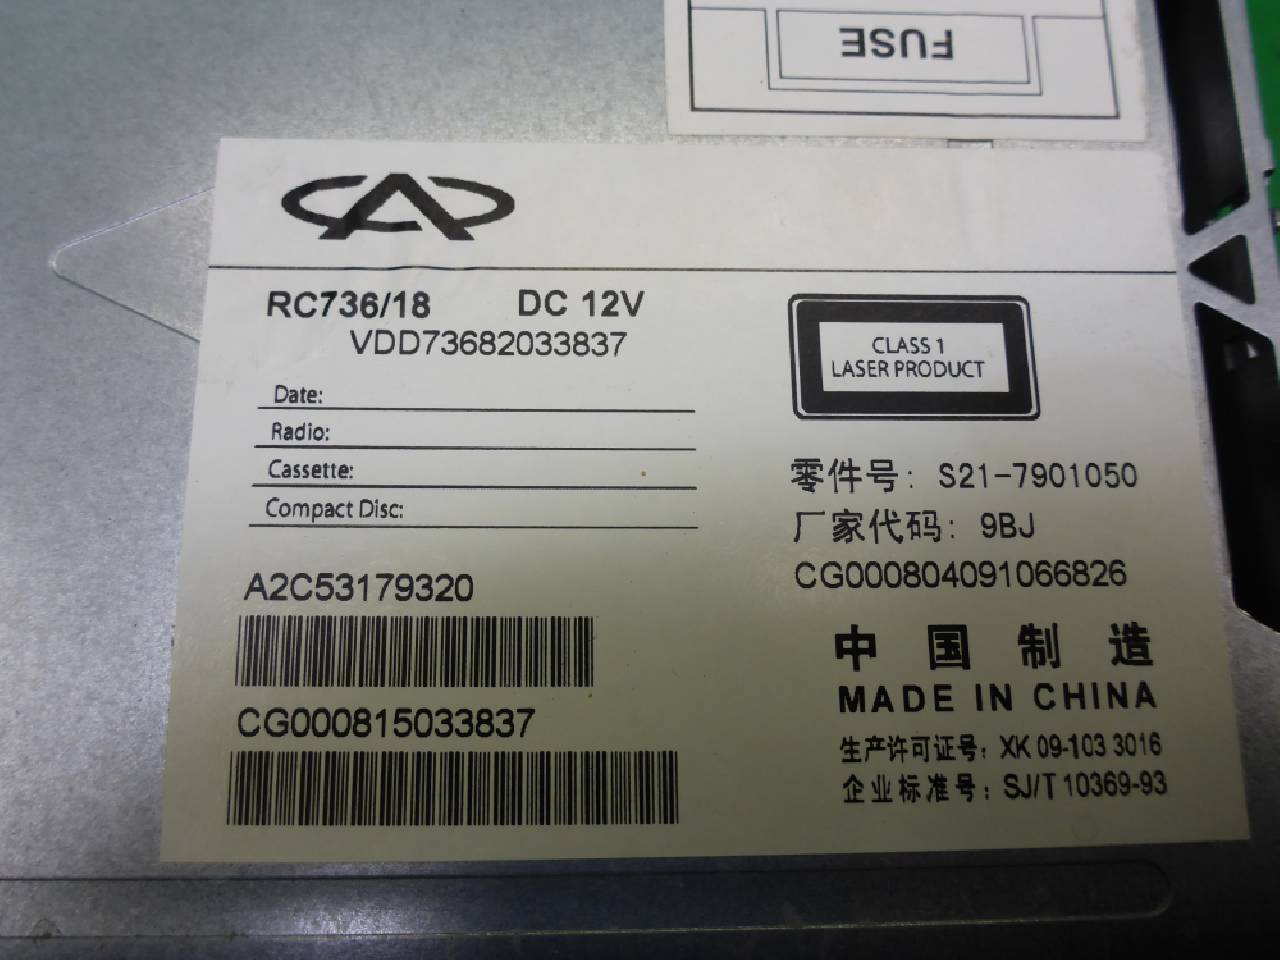 FUSE
RC736/18 DC 12V
VDD73682033837
CLASS 1
LASER PRODUCT
Date:
Radio:
Cassette:
Compact Disc:
零件号: S21-7901050
厂家代码: 9BJ
CG000804091066826
A2C53179320
CG000815033837
中国制造
MADE IN CHINA
生产许可证号: XK 09-103 3016
企业标准号: SJ/T 10369-93